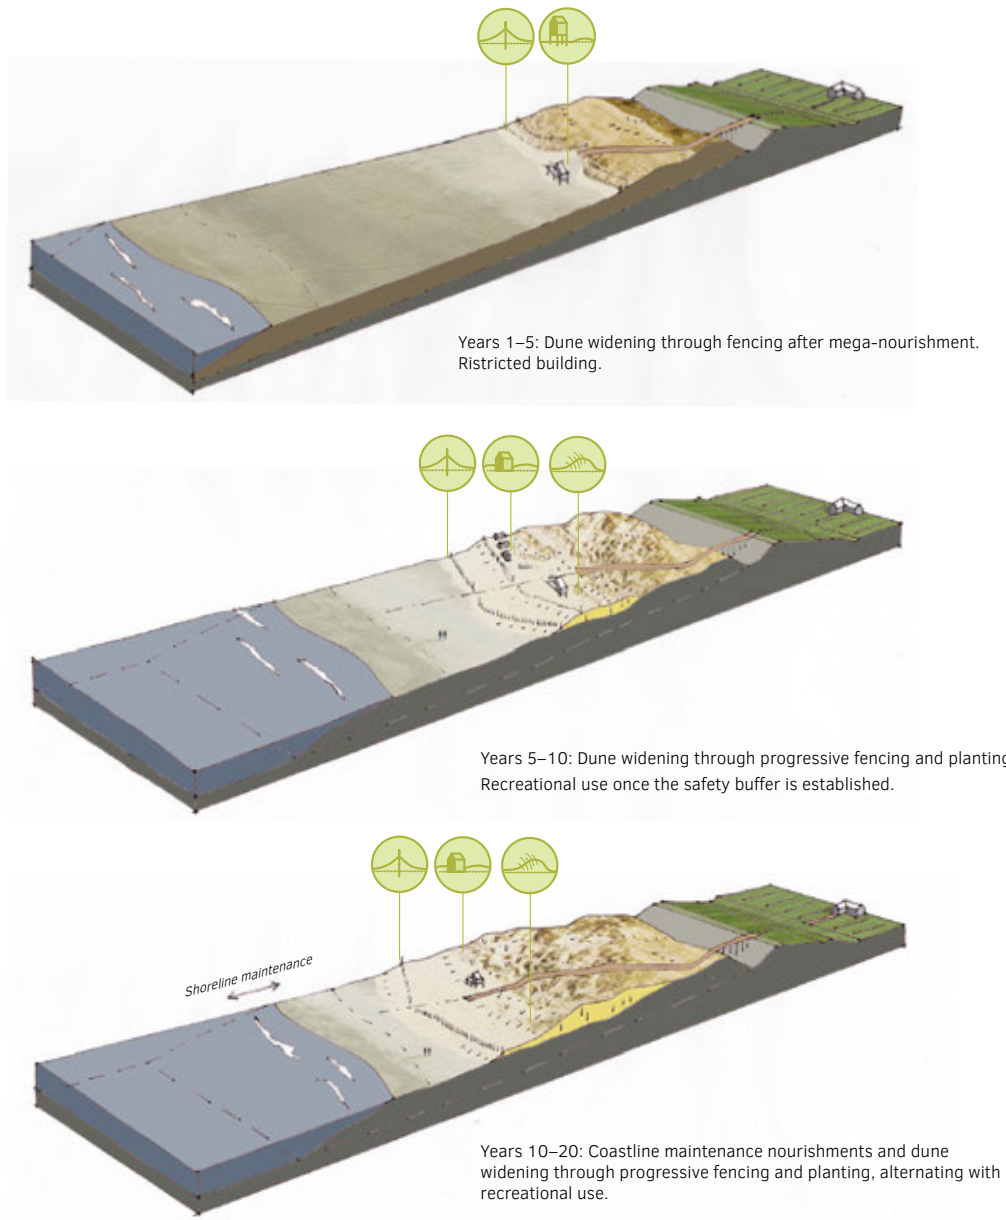 Years 1–5: Dune widening through fencing after mega-nourishment.
Ristricted building.
Years 5–10: Dune widening through progressive fencing and planting
Recreational use once the safety buffer is established.
Shoreline maintenance
Years 10–20: Coastline maintenance nourishments and dune
widening through progressive fencing and planting, alternating with
recreational use.